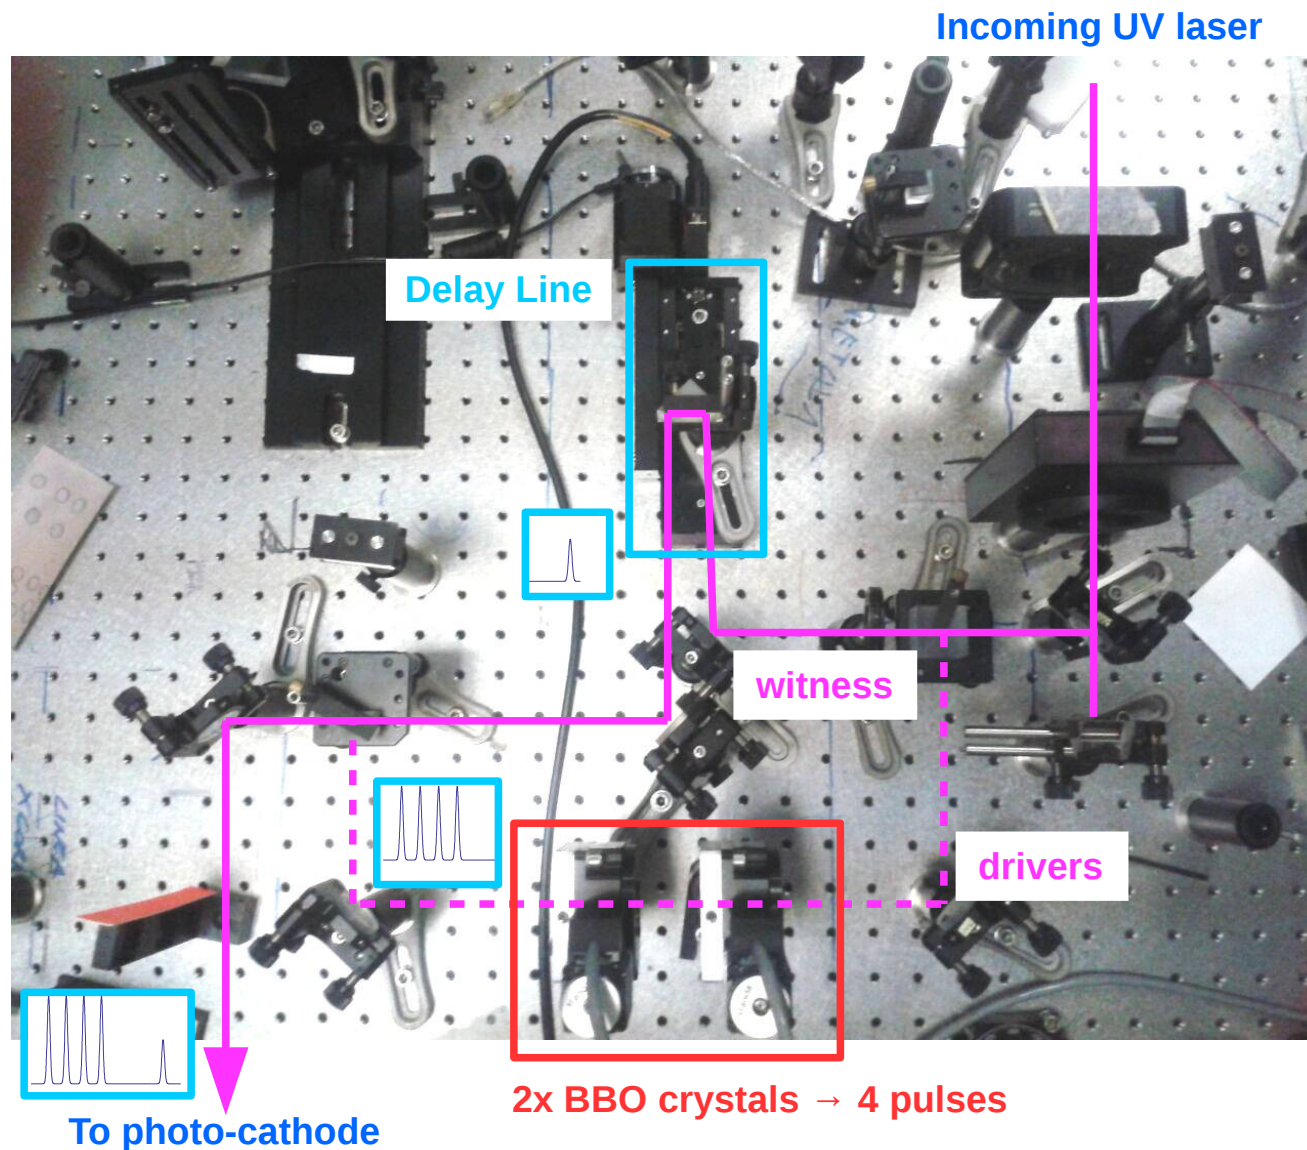 Incoming UV laser
Delay Line
witness
drivers
2x BBO crystals → 4 pulses
To photo-cathode